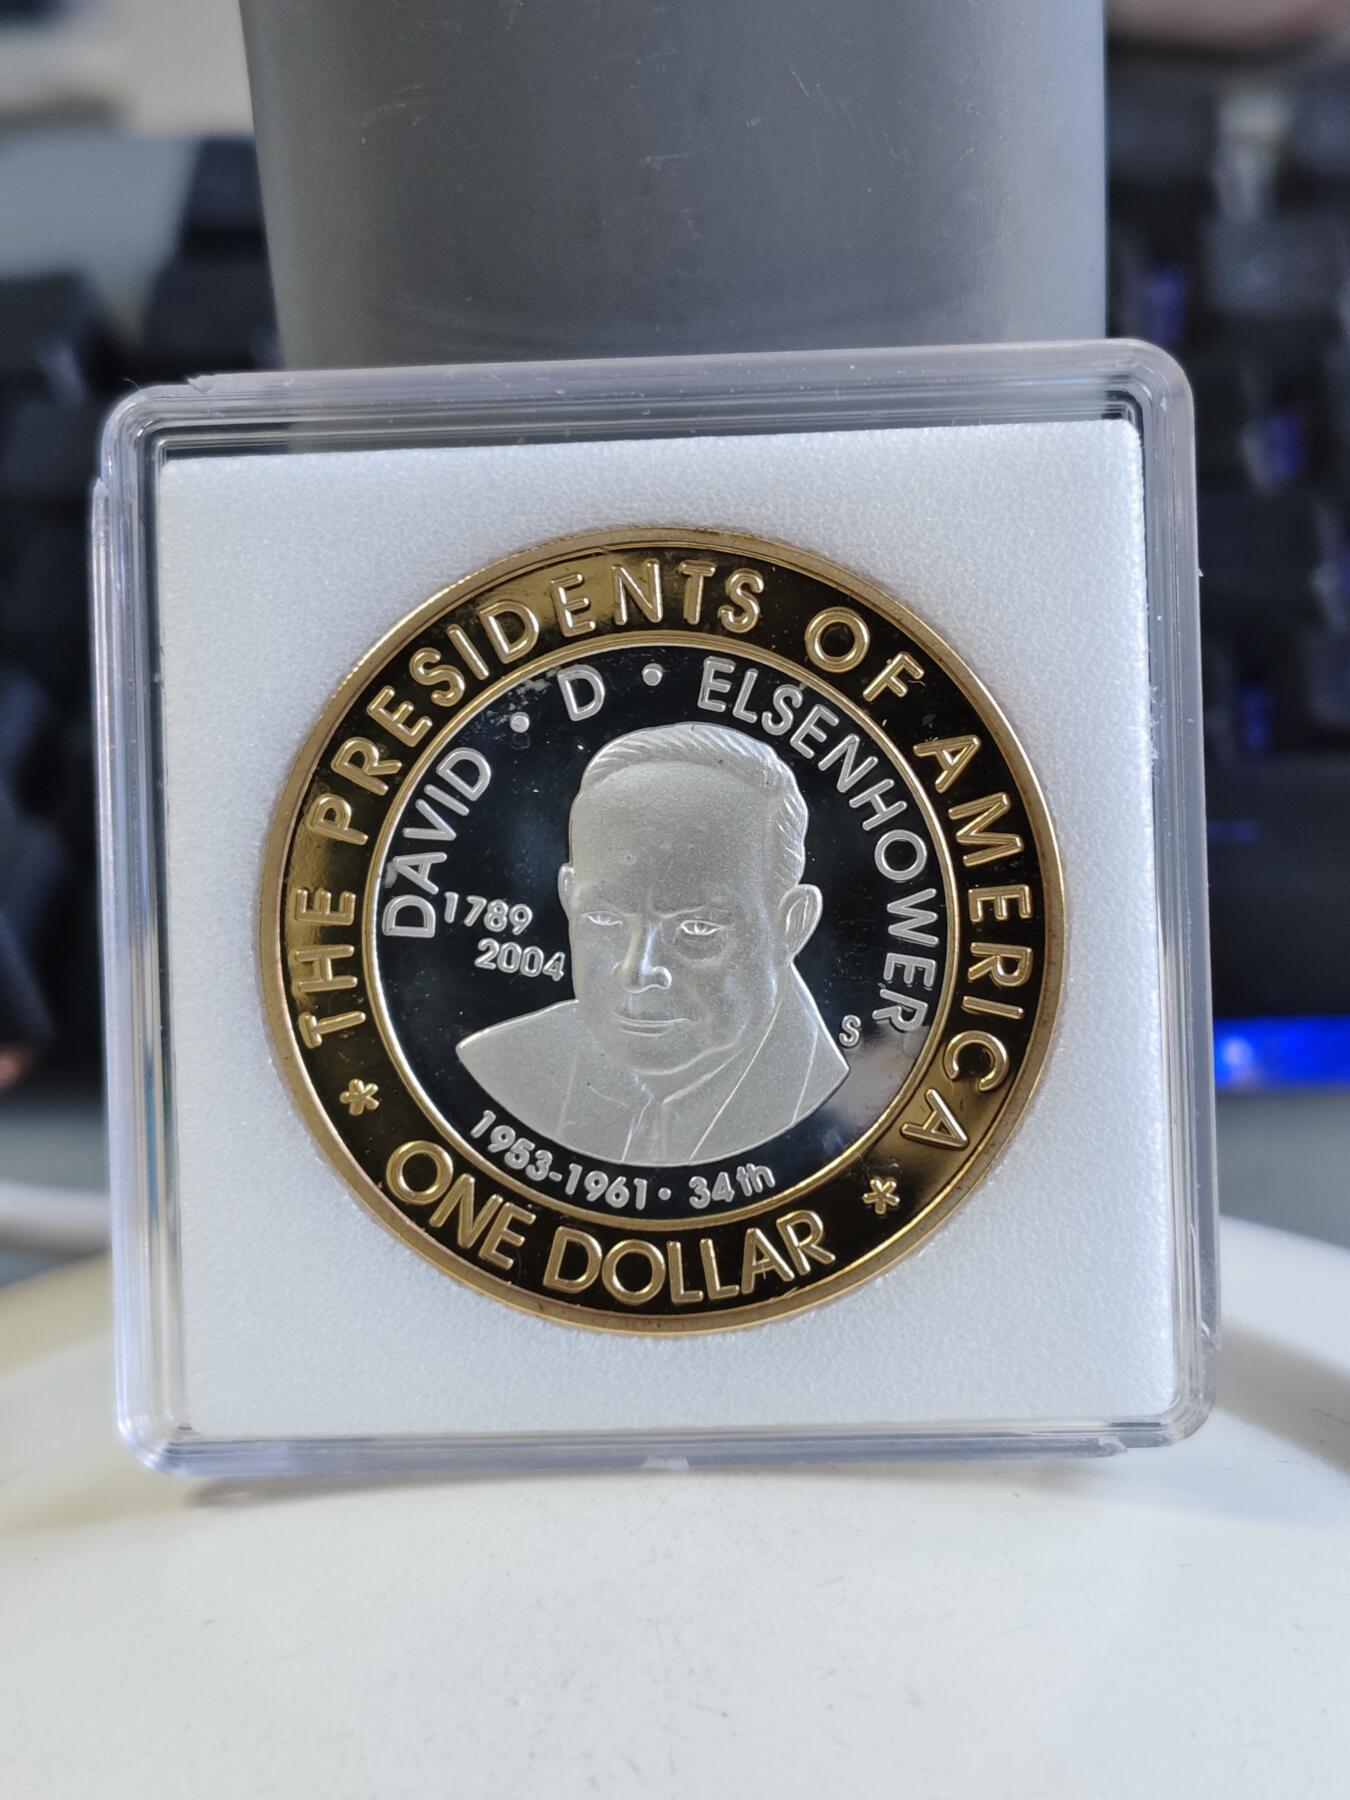 THE PRESIDENTS OF AMERICA
DAVID • D • ELSENHOWER
1789
2004
S
1953-1961 • 34th
* ONE DOLLAR *